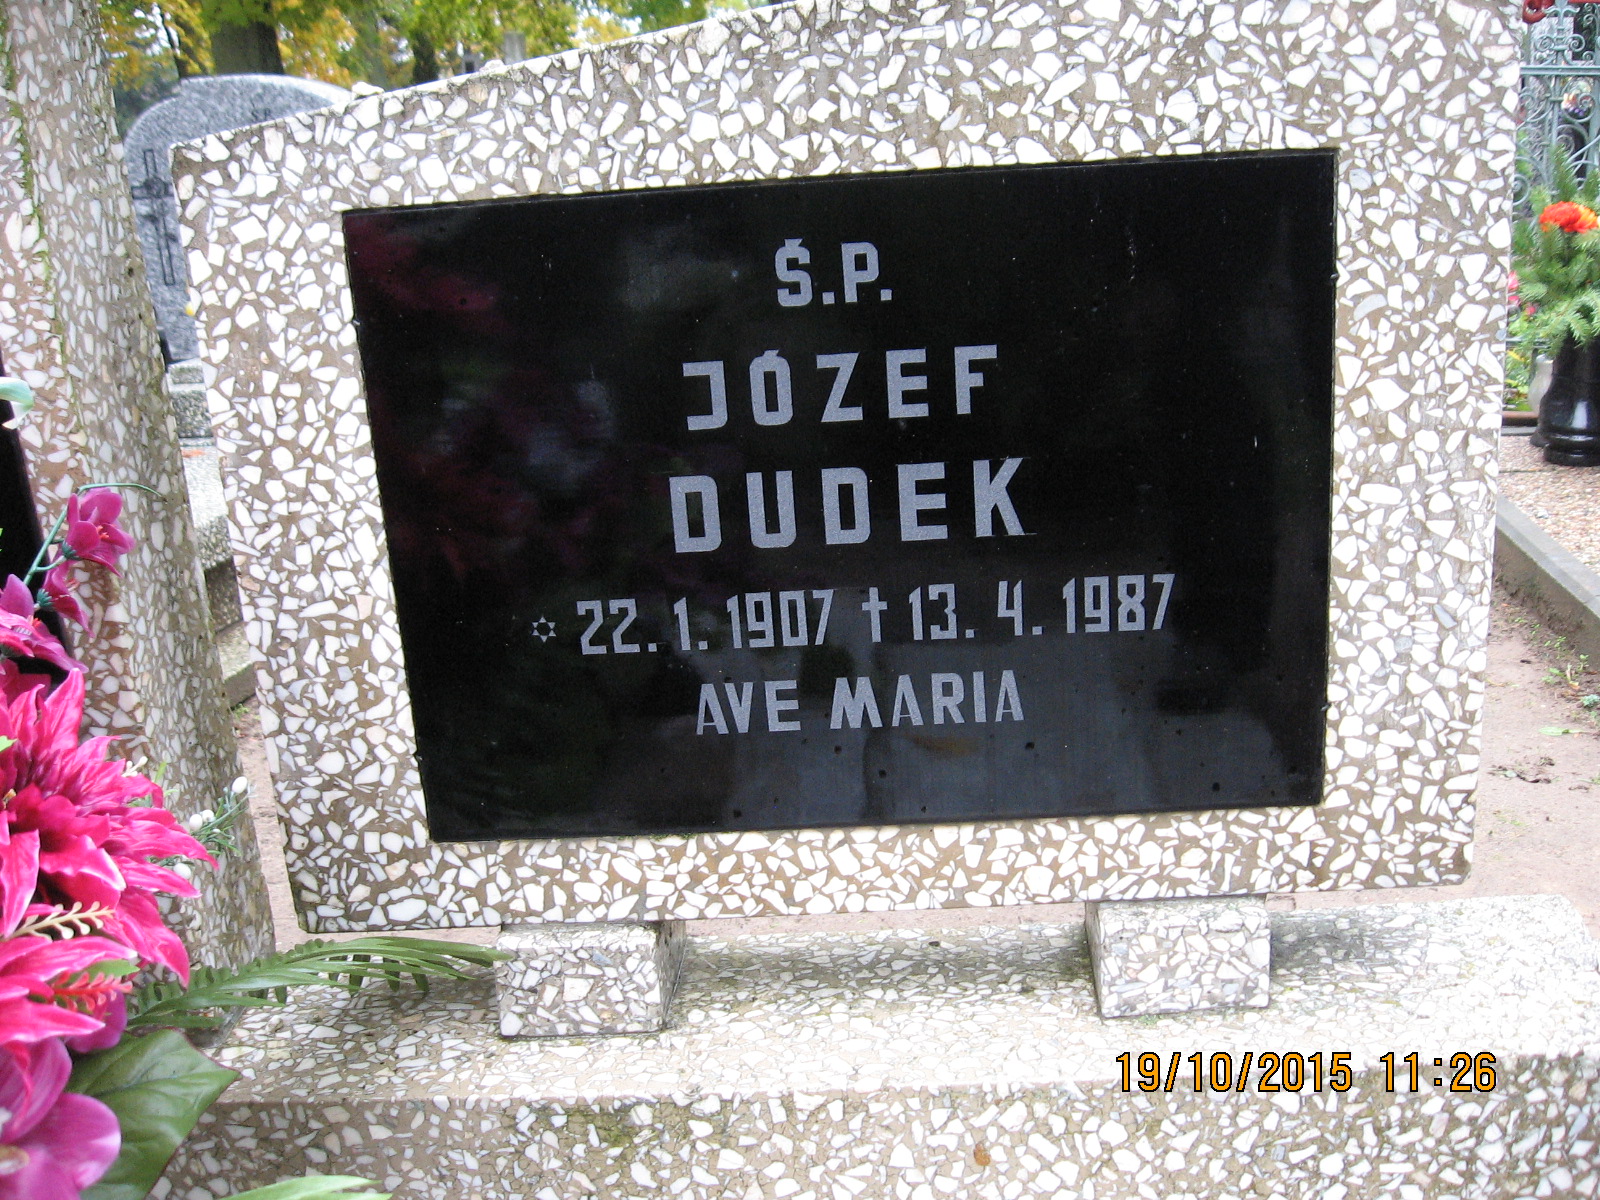 Ś.P.
JÓZEF
DUDEK
✡ 22.1.1907 ✝ 13.4.1987
AVE MARIA
19/10/2015 11:26